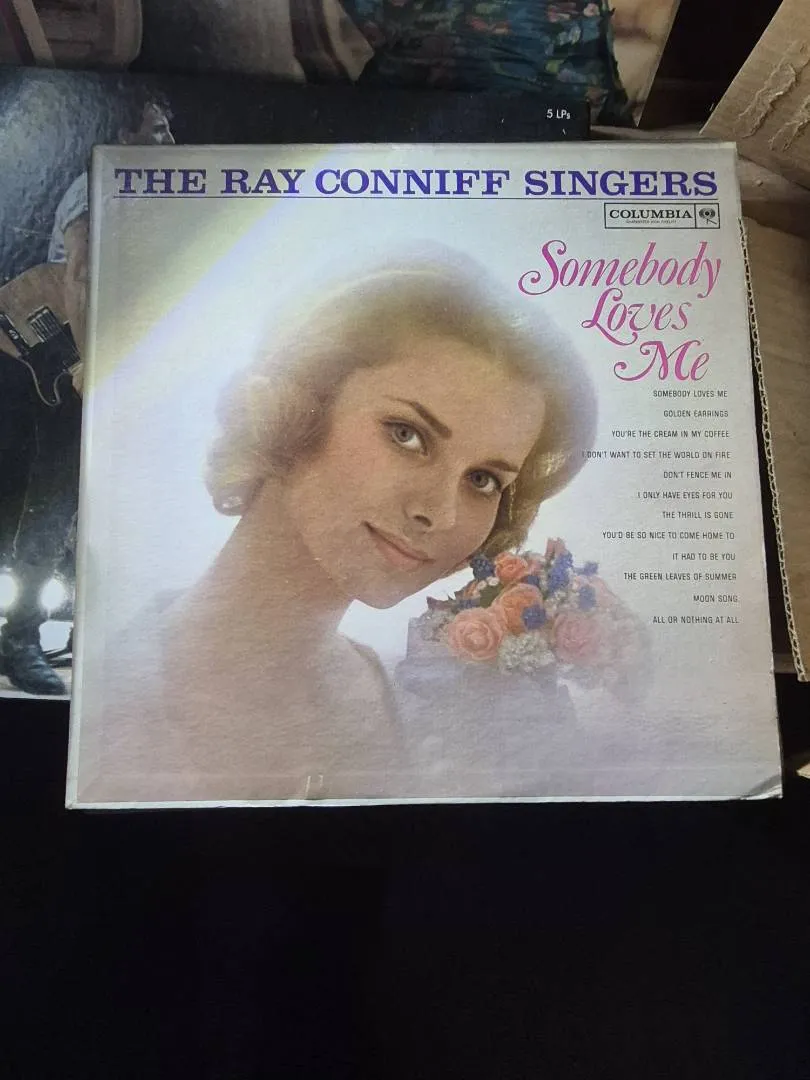 5 LPs
THE RAY CONNIFF SINGERS
COLUMBIA
Somebody
Loves
Me
SOMEBODY LOVES ME
GOLDEN EARRINGS
YOU'RE THE CREAM IN MY COFFEE
I DON'T WANT TO SET THE WORLD ON FIRE
DON'T FENCE ME IN
I ONLY HAVE EYES FOR YOU
THE THRILL IS GONE
YOU'D BE SO NICE TO COME HOME TO
IT HAD TO BE YOU
THE GREEN LEAVES OF SUMMER
MOON SONG
ALL OR NOTHING AT ALL